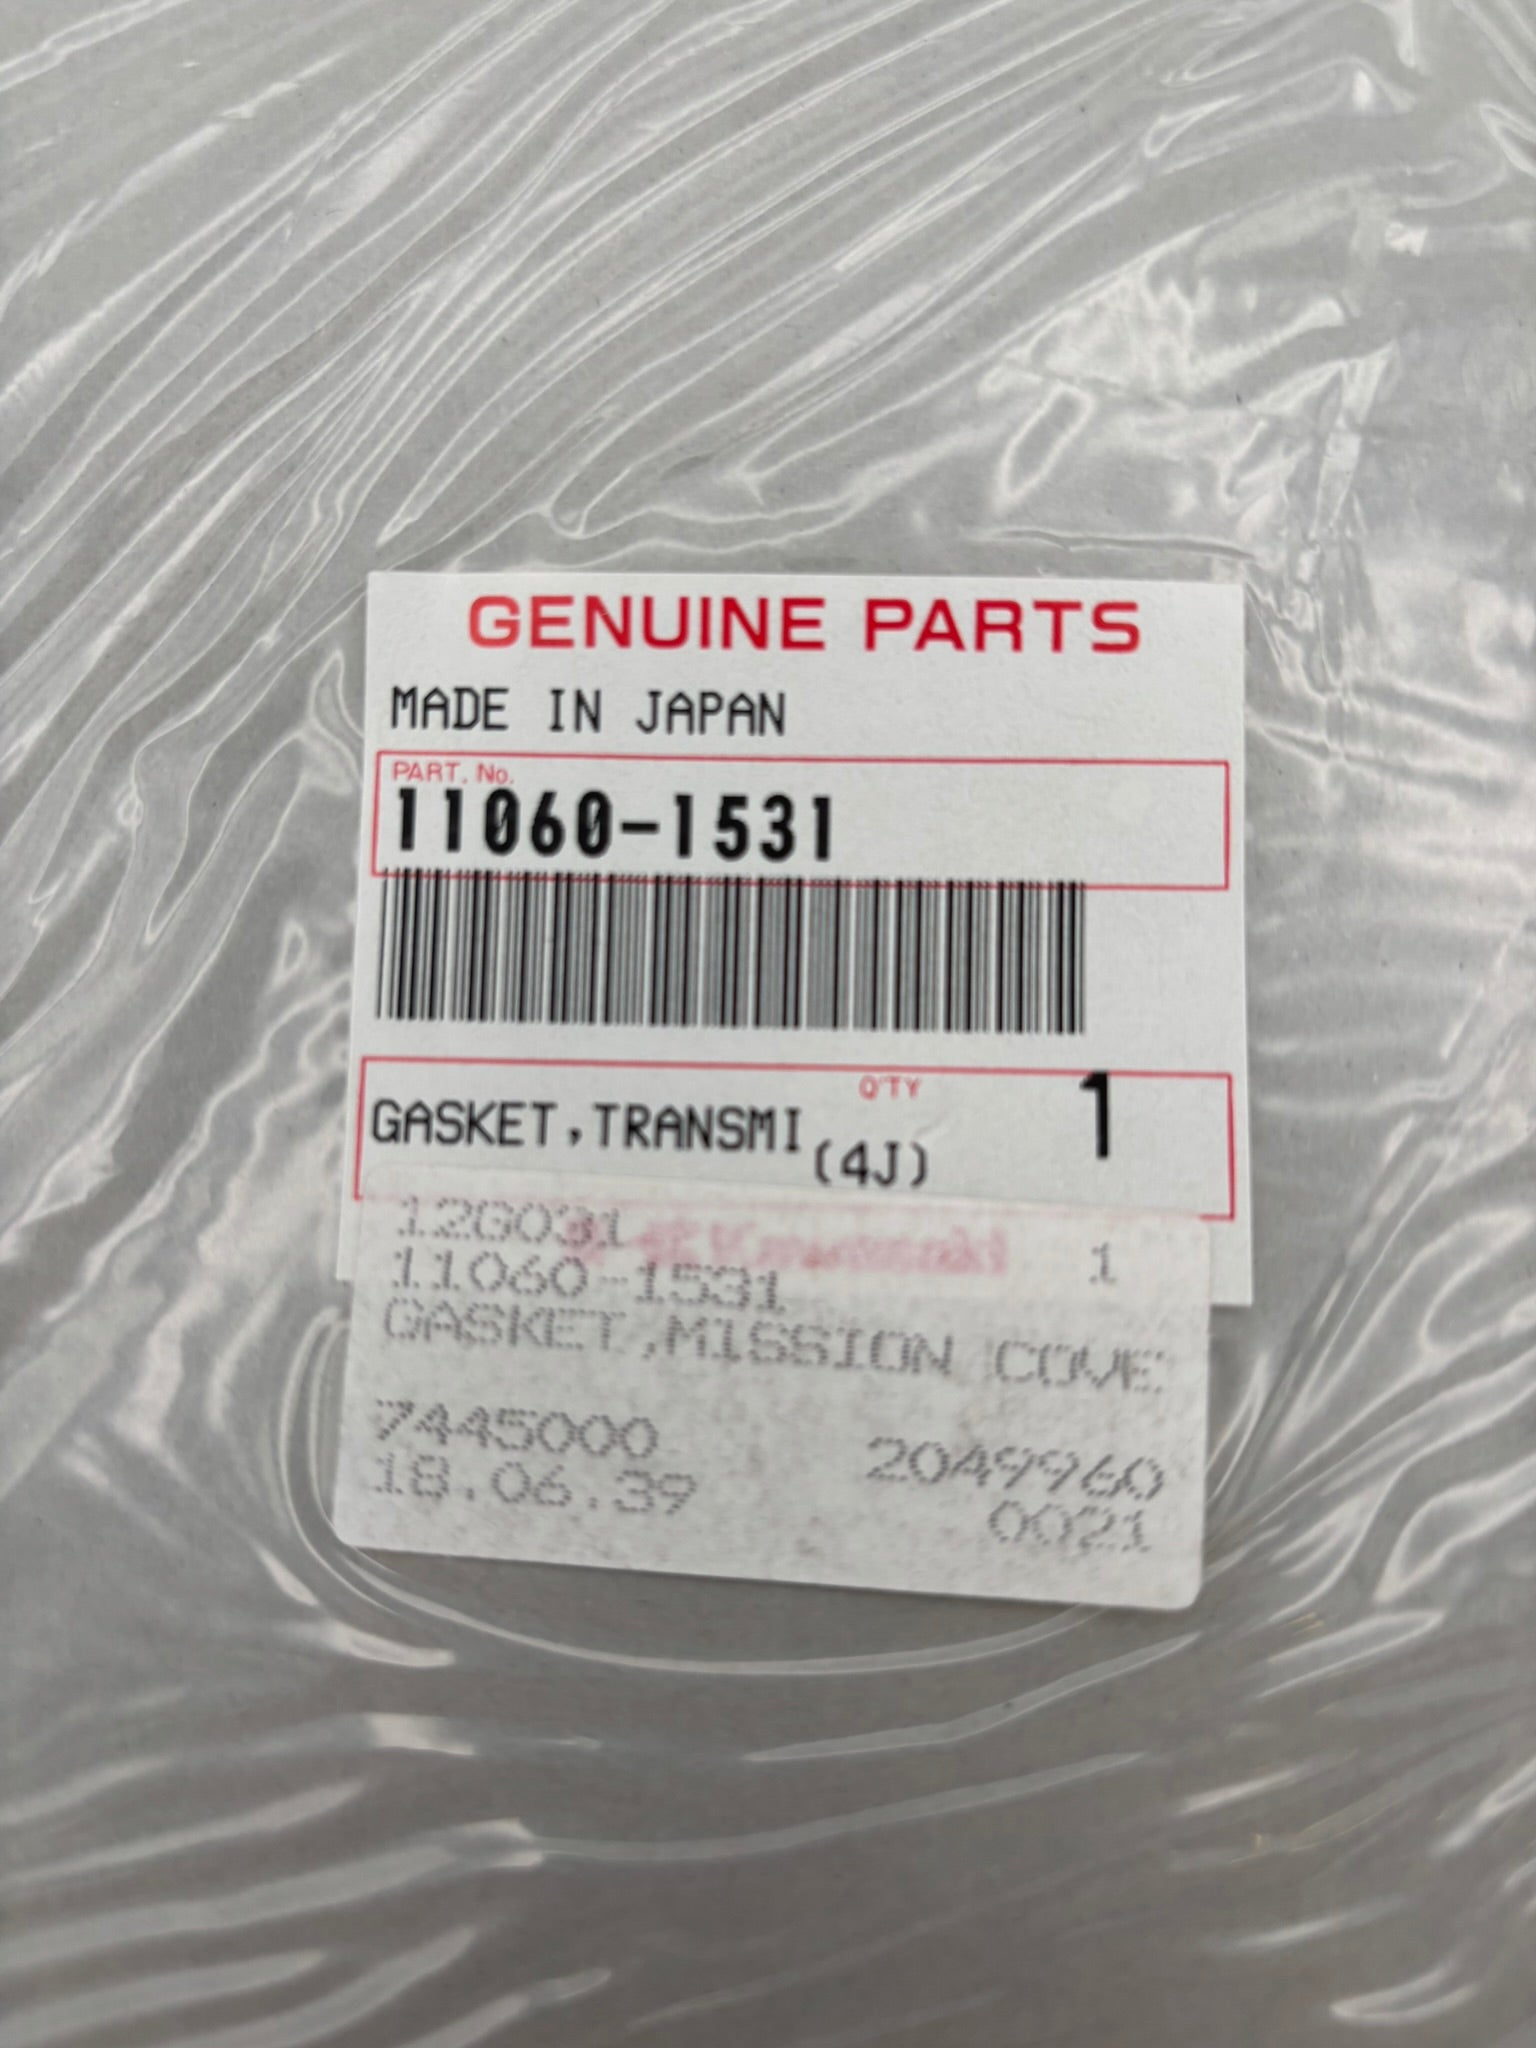 GENUINE PARTS
MADE IN JAPAN
PART. No.
11060-1531
Q'TY
GASKET,TRANSMI 1
(4J)
12G031
Kawasaki 1
11060-1531
GASKET,MISSION COVE
7445000
18.06.39
2049960
0021